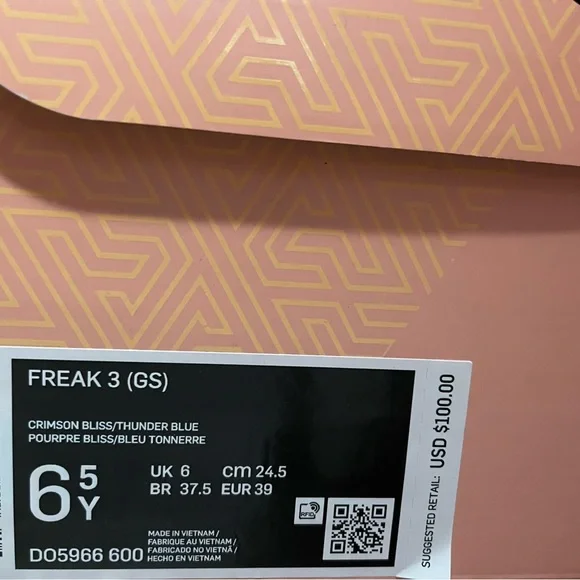 FREAK 3 (GS)
CRIMSON BLISS/THUNDER BLUE
POURPRE BLISS/BLEU TONNERRE
6 5 Y
UK 6 cm 24.5
BR 37.5 EUR 39
RFID
MADE IN VIETNAM /
FABRIQUE AU VIETNAM /
FABRICADO NO VIETNÃ /
HECHO EN VIETNAM
DO5966 600
SUGGESTED RETAIL: USD $100.00